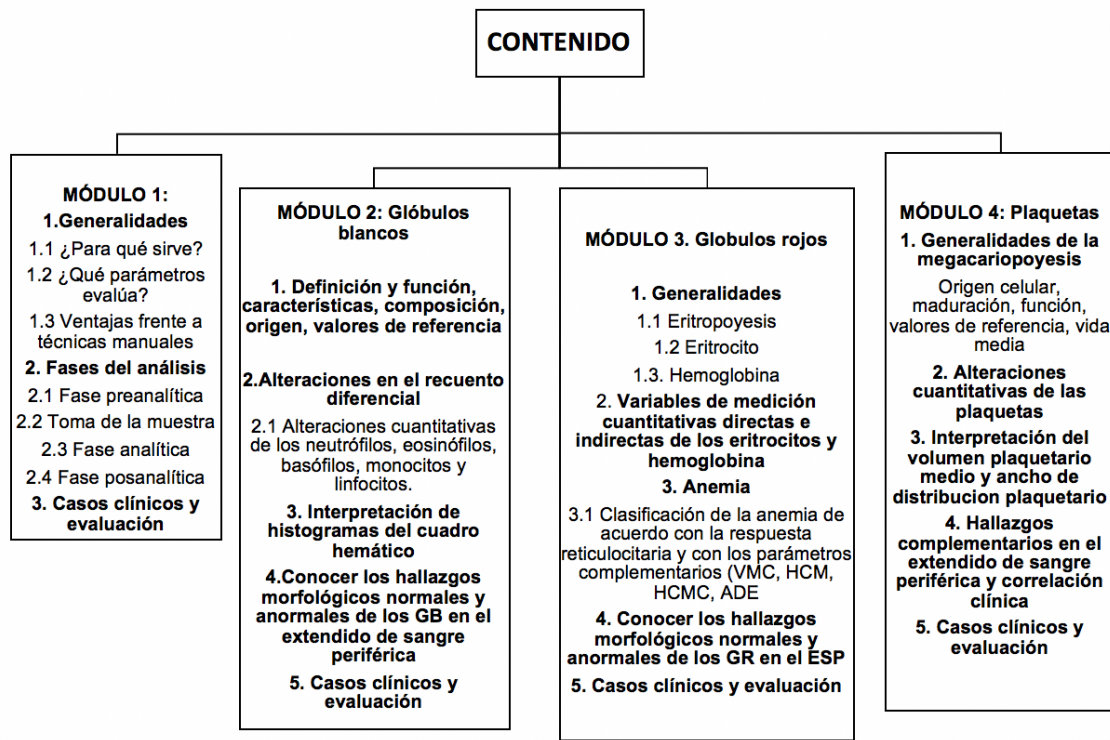 CONTENIDO
MÓDULO 1:
1.Generalidades
1.1 ¿Para qué sirve?
1.2 ¿Qué parámetros
evalúa?
1.3 Ventajas frente a
técnicas manuales
2. Fases del análisis
2.1 Fase preanalítica
2.2 Toma de la muestra
2.3 Fase analítica
2.4 Fase posanalítica
3. Casos clínicos y
evaluación
MÓDULO 2: Glóbulos
blancos
1. Definición y función,
características, composición,
origen, valores de referencia
2.Alteraciones en el recuento
diferencial
2.1 Alteraciones cuantitativas
de los neutrófilos, eosinófilos,
basófilos, monocitos y
linfocitos.
3. Interpretación de
histogramas del cuadro
hemático
4.Conocer los hallazgos
morfológicos normales y
anormales de los GB en el
extendido de sangre
periférica
5. Casos clínicos y
evaluación
MÓDULO 3. Globulos rojos
1. Generalidades
1.1 Eritropoyesis
1.2 Eritrocito
1.3. Hemoglobina
2. Variables de medición
cuantitativas directas e
indirectas de los eritrocitos y
hemoglobina
3. Anemia
3.1 Clasificación de la anemia de
acuerdo con la respuesta
reticulocitaria y con los parámetros
complementarios (VMC, HCM,
HCMC, ADE
4. Conocer los hallazgos
morfológicos normales y
anormales de los GR en el ESP
5. Casos clínicos y evaluación
MÓDULO 4: Plaquetas
1. Generalidades de la
megacariopoyesis
Origen celular,
maduración, función,
valores de referencia, vida
media
2. Alteraciones
cuantitativas de las
plaquetas
3. Interpretación del
volumen plaquetario
medio y ancho de
distribucion plaquetario
4. Hallazgos
complementarios en el
extendido de sangre
periférica y correlación
clínica
5. Casos clínicos y
evaluación